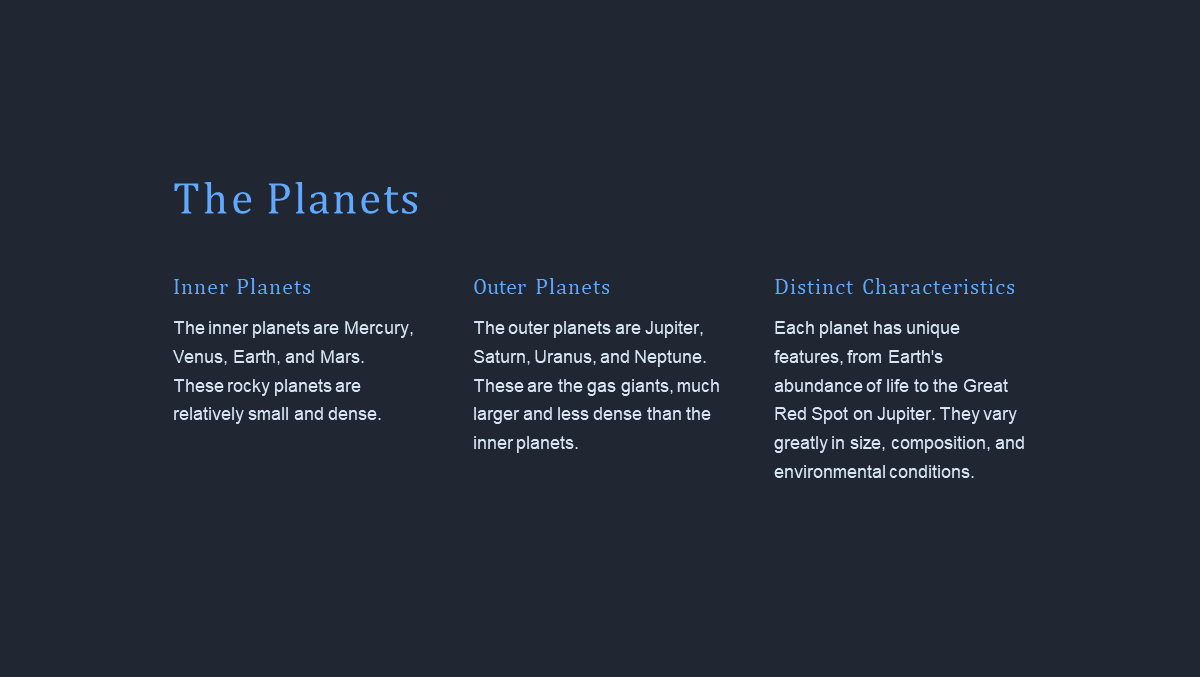 The Planets
Inner Planets
The inner planets are Mercury,
Venus, Earth, and Mars.
These rocky planets are
relatively small and dense.
Outer Planets
The outer planets are Jupiter,
Saturn, Uranus, and Neptune.
These are the gas giants, much
larger and less dense than the
inner planets.
Distinct Characteristics
Each planet has unique
features, from Earth's
abundance of life to the Great
Red Spot on Jupiter. They vary
greatly in size, composition, and
environmental conditions.